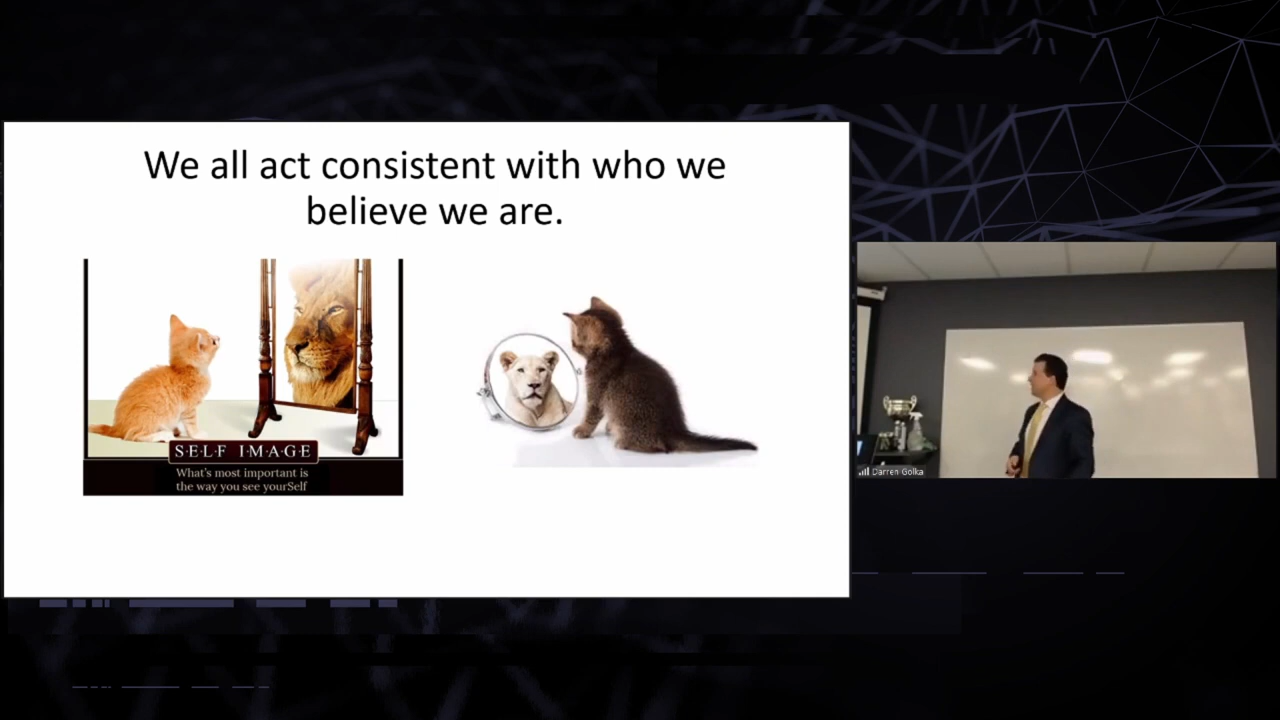 We all act consistent with who we
believe we are.
S·E·L·F I·M·A·G·E
What's most important is
the way you see yourSelf
Darren Golka